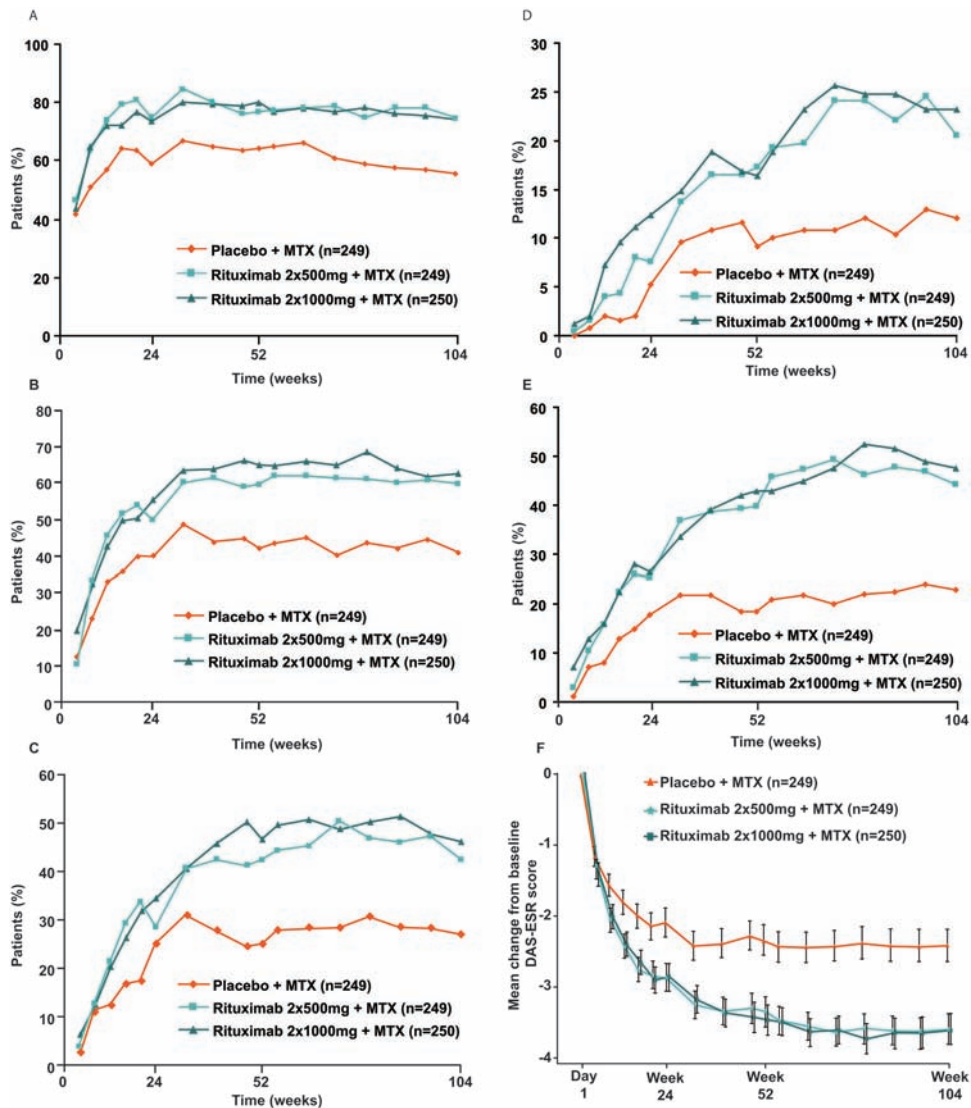 A
100
80
60
40
20
0
Patients (%)
Placebo + MTX (n=249)
Rituximab 2x500mg + MTX (n=249)
Rituximab 2x1000mg + MTX (n=250)
0
24
52
104
Time (weeks)
B
80
70
60
50
40
30
20
10
0
Patients (%)
Placebo + MTX (n=249)
Rituximab 2x500mg + MTX (n=249)
Rituximab 2x1000mg + MTX (n=250)
0
24
52
104
Time (weeks)
C
60
50
40
30
20
10
0
Patients (%)
Placebo + MTX (n=249)
Rituximab 2x500mg + MTX (n=249)
Rituximab 2x1000mg + MTX (n=250)
0
24
52
104
Time (weeks)
D
30
25
20
15
10
5
0
Patients (%)
Placebo + MTX (n=249)
Rituximab 2x500mg + MTX (n=249)
Rituximab 2x1000mg + MTX (n=250)
0
24
52
104
Time (weeks)
E
60
50
40
30
20
10
0
Patients (%)
Placebo + MTX (n=249)
Rituximab 2x500mg + MTX (n=249)
Rituximab 2x1000mg + MTX (n=250)
0
24
52
104
Time (weeks)
F
0
-1
-2
-3
-4
Mean change from baseline
DAS-ESR score
Placebo + MTX (n=249)
Rituximab 2x500mg + MTX (n=249)
Rituximab 2x1000mg + MTX (n=250)
Day
1
Week
24
Week
52
Week
104